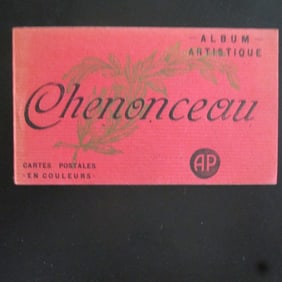 ALBUM
ARTISTIQUE
Chenonceau
CARTES POSTALES
EN COULEURS
AP